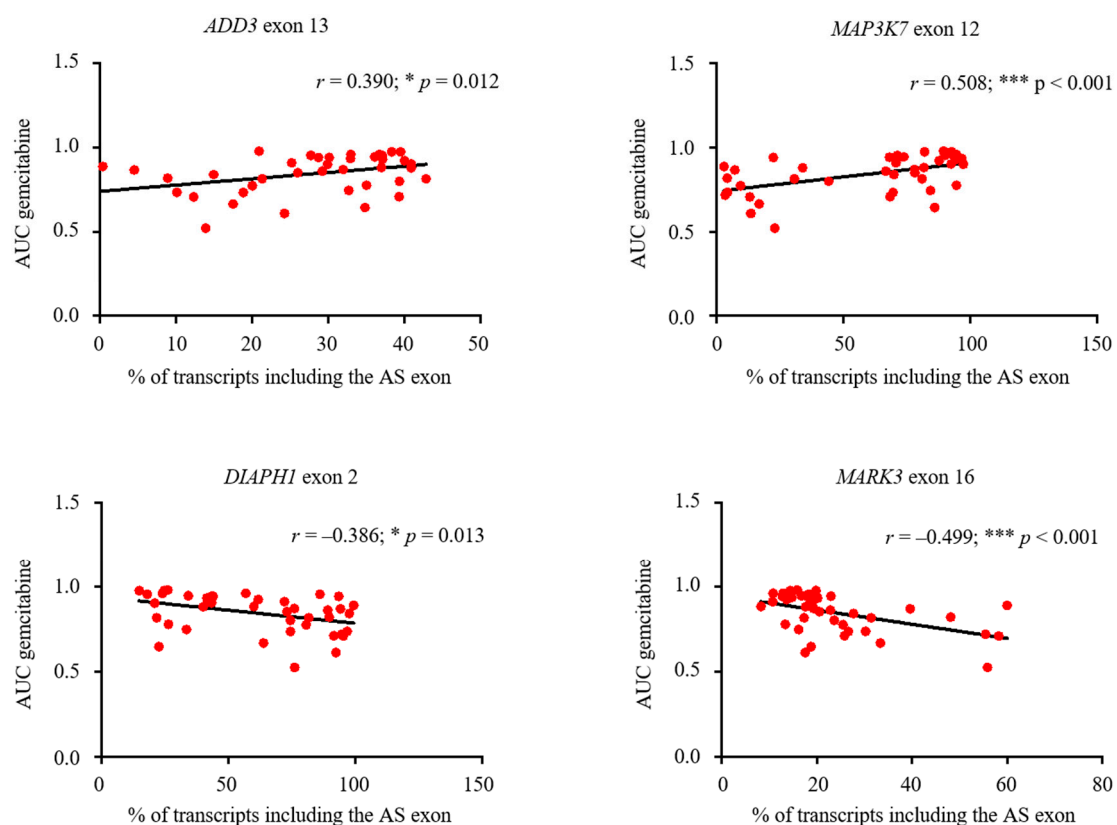 ADD3 exon 13
r = 0.390; * p = 0.012
1.5
1.0
0.5
0.0
AUC gemcitabine
0 10 20 30 40 50
% of transcripts including the AS exon
MAP3K7 exon 12
r = 0.508; *** p < 0.001
1.5
1.0
0.5
0.0
AUC gemcitabine
0 50 100 150
% of transcripts including the AS exon
DIAPH1 exon 2
r = –0.386; * p = 0.013
1.5
1.0
0.5
0.0
AUC gemcitabine
0 50 100 150
% of transcripts including the AS exon
MARK3 exon 16
r = –0.499; *** p < 0.001
1.5
1.0
0.5
0.0
AUC gemcitabine
0 20 40 60 80
% of transcripts including the AS exon